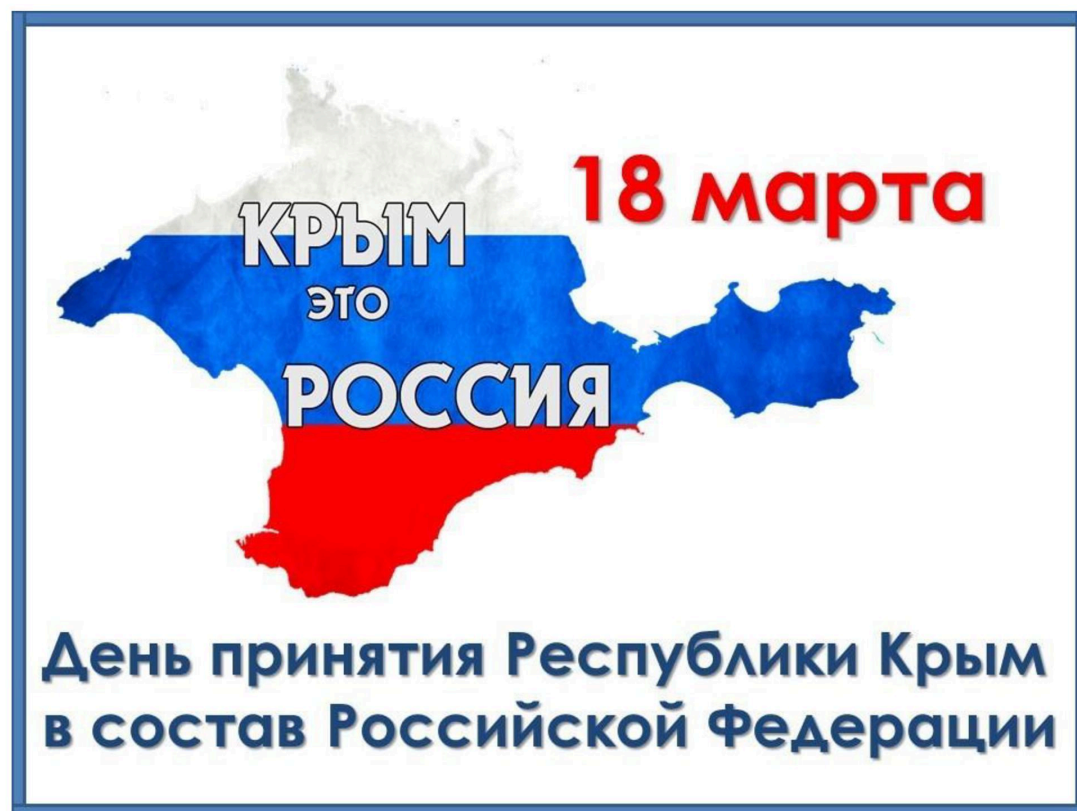 18 марта
КРЫМ
ЭТО
РОССИЯ
День принятия Республики Крым
в состав Российской Федерации